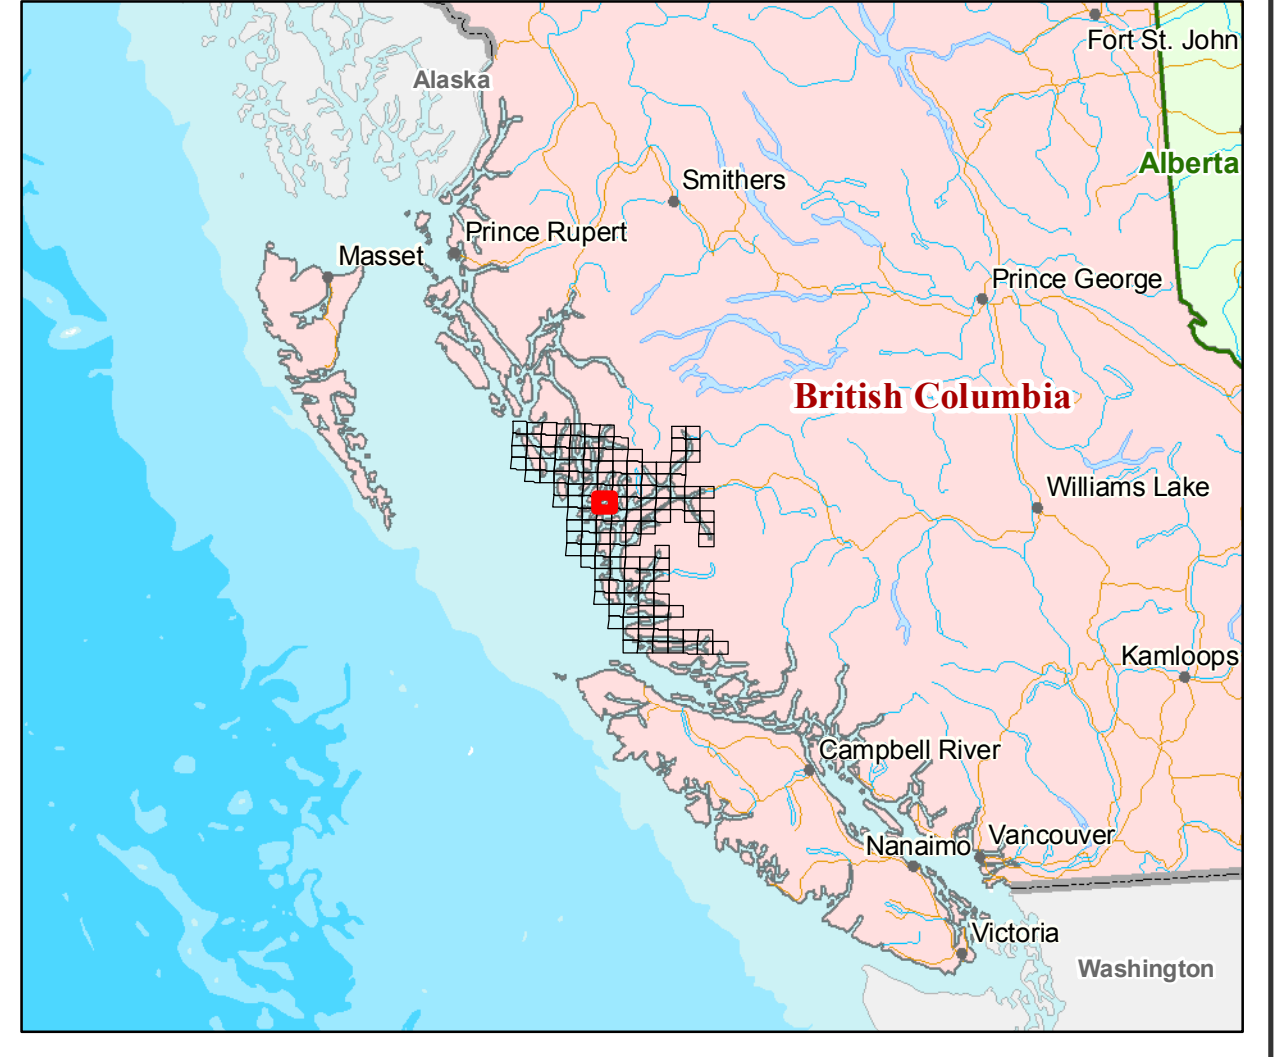 Fort St. John
Alaska
Alberta
Smithers
Prince Rupert
Masset
Prince George
British Columbia
Williams Lake
Kamloops
Campbell River
Vancouver
Nanaimo
Victoria
Washington